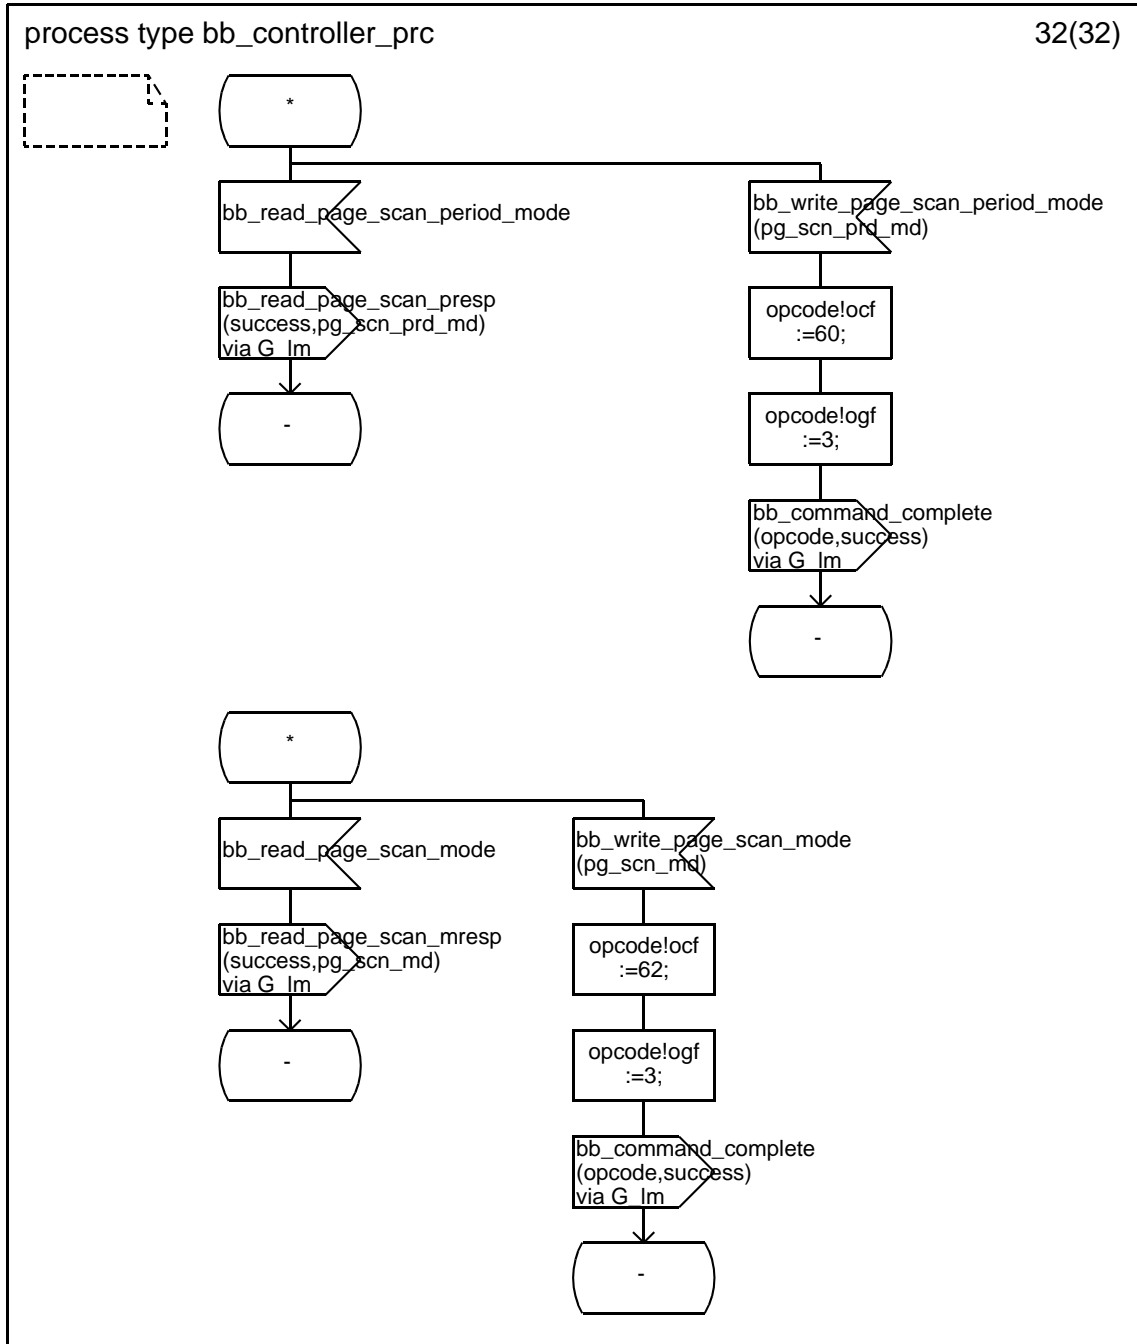 process type bb_controller_prc
32(32)
*
bb_read_page_scan_period_mode
bb_read_page_scan_presp
(success,pg_scn_prd_md)
via G_lm
-
bb_write_page_scan_period_mode
(pg_scn_prd_md)
opcode!ocf
:=60;
opcode!ogf
:=3;
bb_command_complete
(opcode,success)
via G_lm
-
*
bb_read_page_scan_mode
bb_read_page_scan_mresp
(success,pg_scn_md)
via G_lm
-
bb_write_page_scan_mode
(pg_scn_md)
opcode!ocf
:=62;
opcode!ogf
:=3;
bb_command_complete
(opcode,success)
via G_lm
-